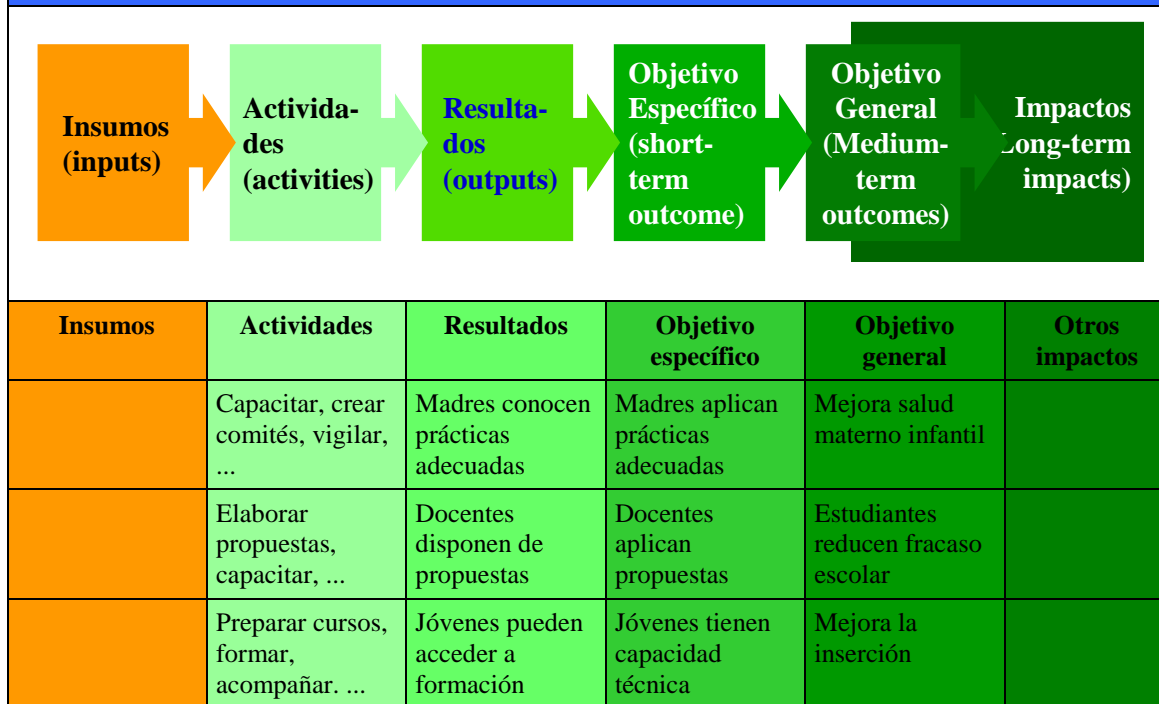 Insumos
(inputs)
Activida-
des
(activities)
Resulta-
dos
(outputs)
Objetivo
Específico
(short-
term
outcome)
Objetivo
General
(Medium-
term
outcomes)
Impactos
Long-term
impacts)
Insumos
Actividades
Resultados
Objetivo
específico
Objetivo
general
Otros
impactos
Capacitar, crear
comités, vigilar,
...
Madres conocen
prácticas
adecuadas
Madres aplican
prácticas
adecuadas
Mejora salud
materno infantil
Elaborar
propuestas,
capacitar, ...
Docentes
disponen de
propuestas
Docentes
aplican
propuestas
Estudiantes
reducen fracaso
escolar
Preparar cursos,
formar,
acompañar. ...
Jóvenes pueden
acceder a
formación
Jóvenes tienen
capacidad
técnica
Mejora la
inserción